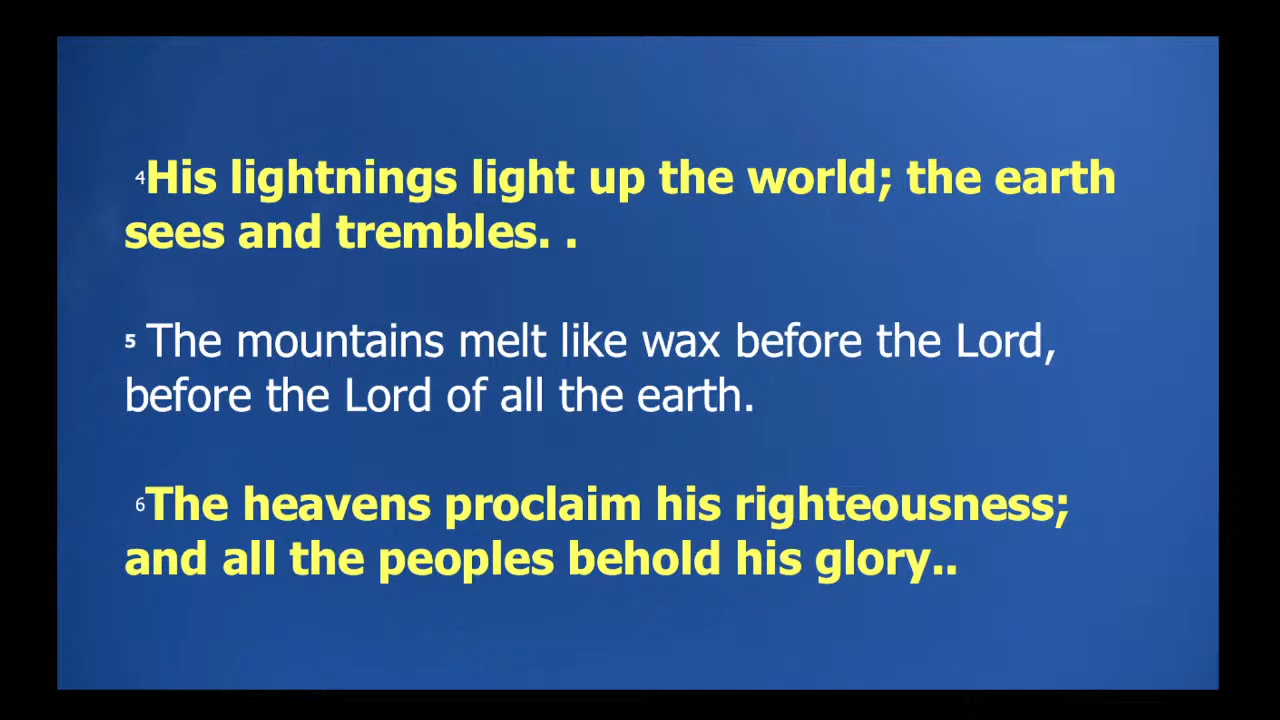 4His lightnings light up the world; the earth
sees and trembles. .
5 The mountains melt like wax before the Lord,
before the Lord of all the earth.
6The heavens proclaim his righteousness;
and all the peoples behold his glory..